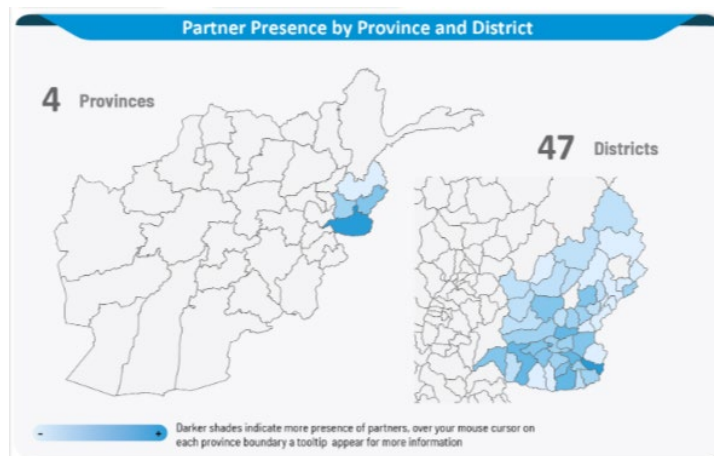 Partner Presence by Province and District
4 Provinces
47 Districts
- +
Darker shades indicate more presence of partners, over your mouse cursor on
each province boundary a tooltip appear for more information